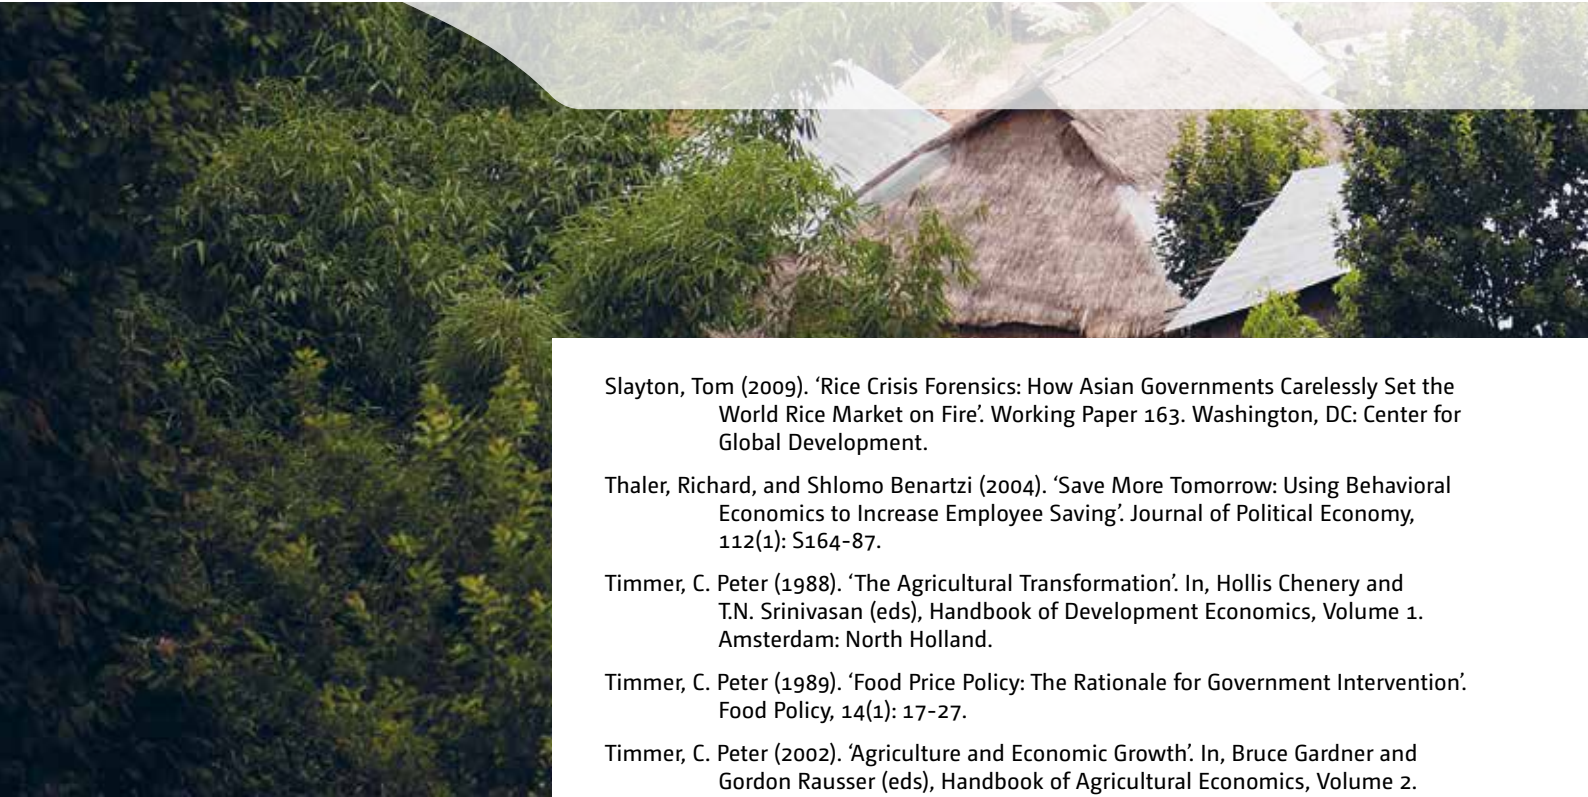 Slayton, Tom (2009). ‘Rice Crisis Forensics: How Asian Governments Carelessly Set the
World Rice Market on Fire’. Working Paper 163. Washington, DC: Center for
Global Development.
Thaler, Richard, and Shlomo Benartzi (2004). ‘Save More Tomorrow: Using Behavioral
Economics to Increase Employee Saving’. Journal of Political Economy,
112(1): S164-87.
Timmer, C. Peter (1988). ‘The Agricultural Transformation’. In, Hollis Chenery and
T.N. Srinivasan (eds), Handbook of Development Economics, Volume 1.
Amsterdam: North Holland.
Timmer, C. Peter (1989). ‘Food Price Policy: The Rationale for Government Intervention’.
Food Policy, 14(1): 17-27.
Timmer, C. Peter (2002). ‘Agriculture and Economic Growth’. In, Bruce Gardner and
Gordon Rausser (eds), Handbook of Agricultural Economics, Volume 2.